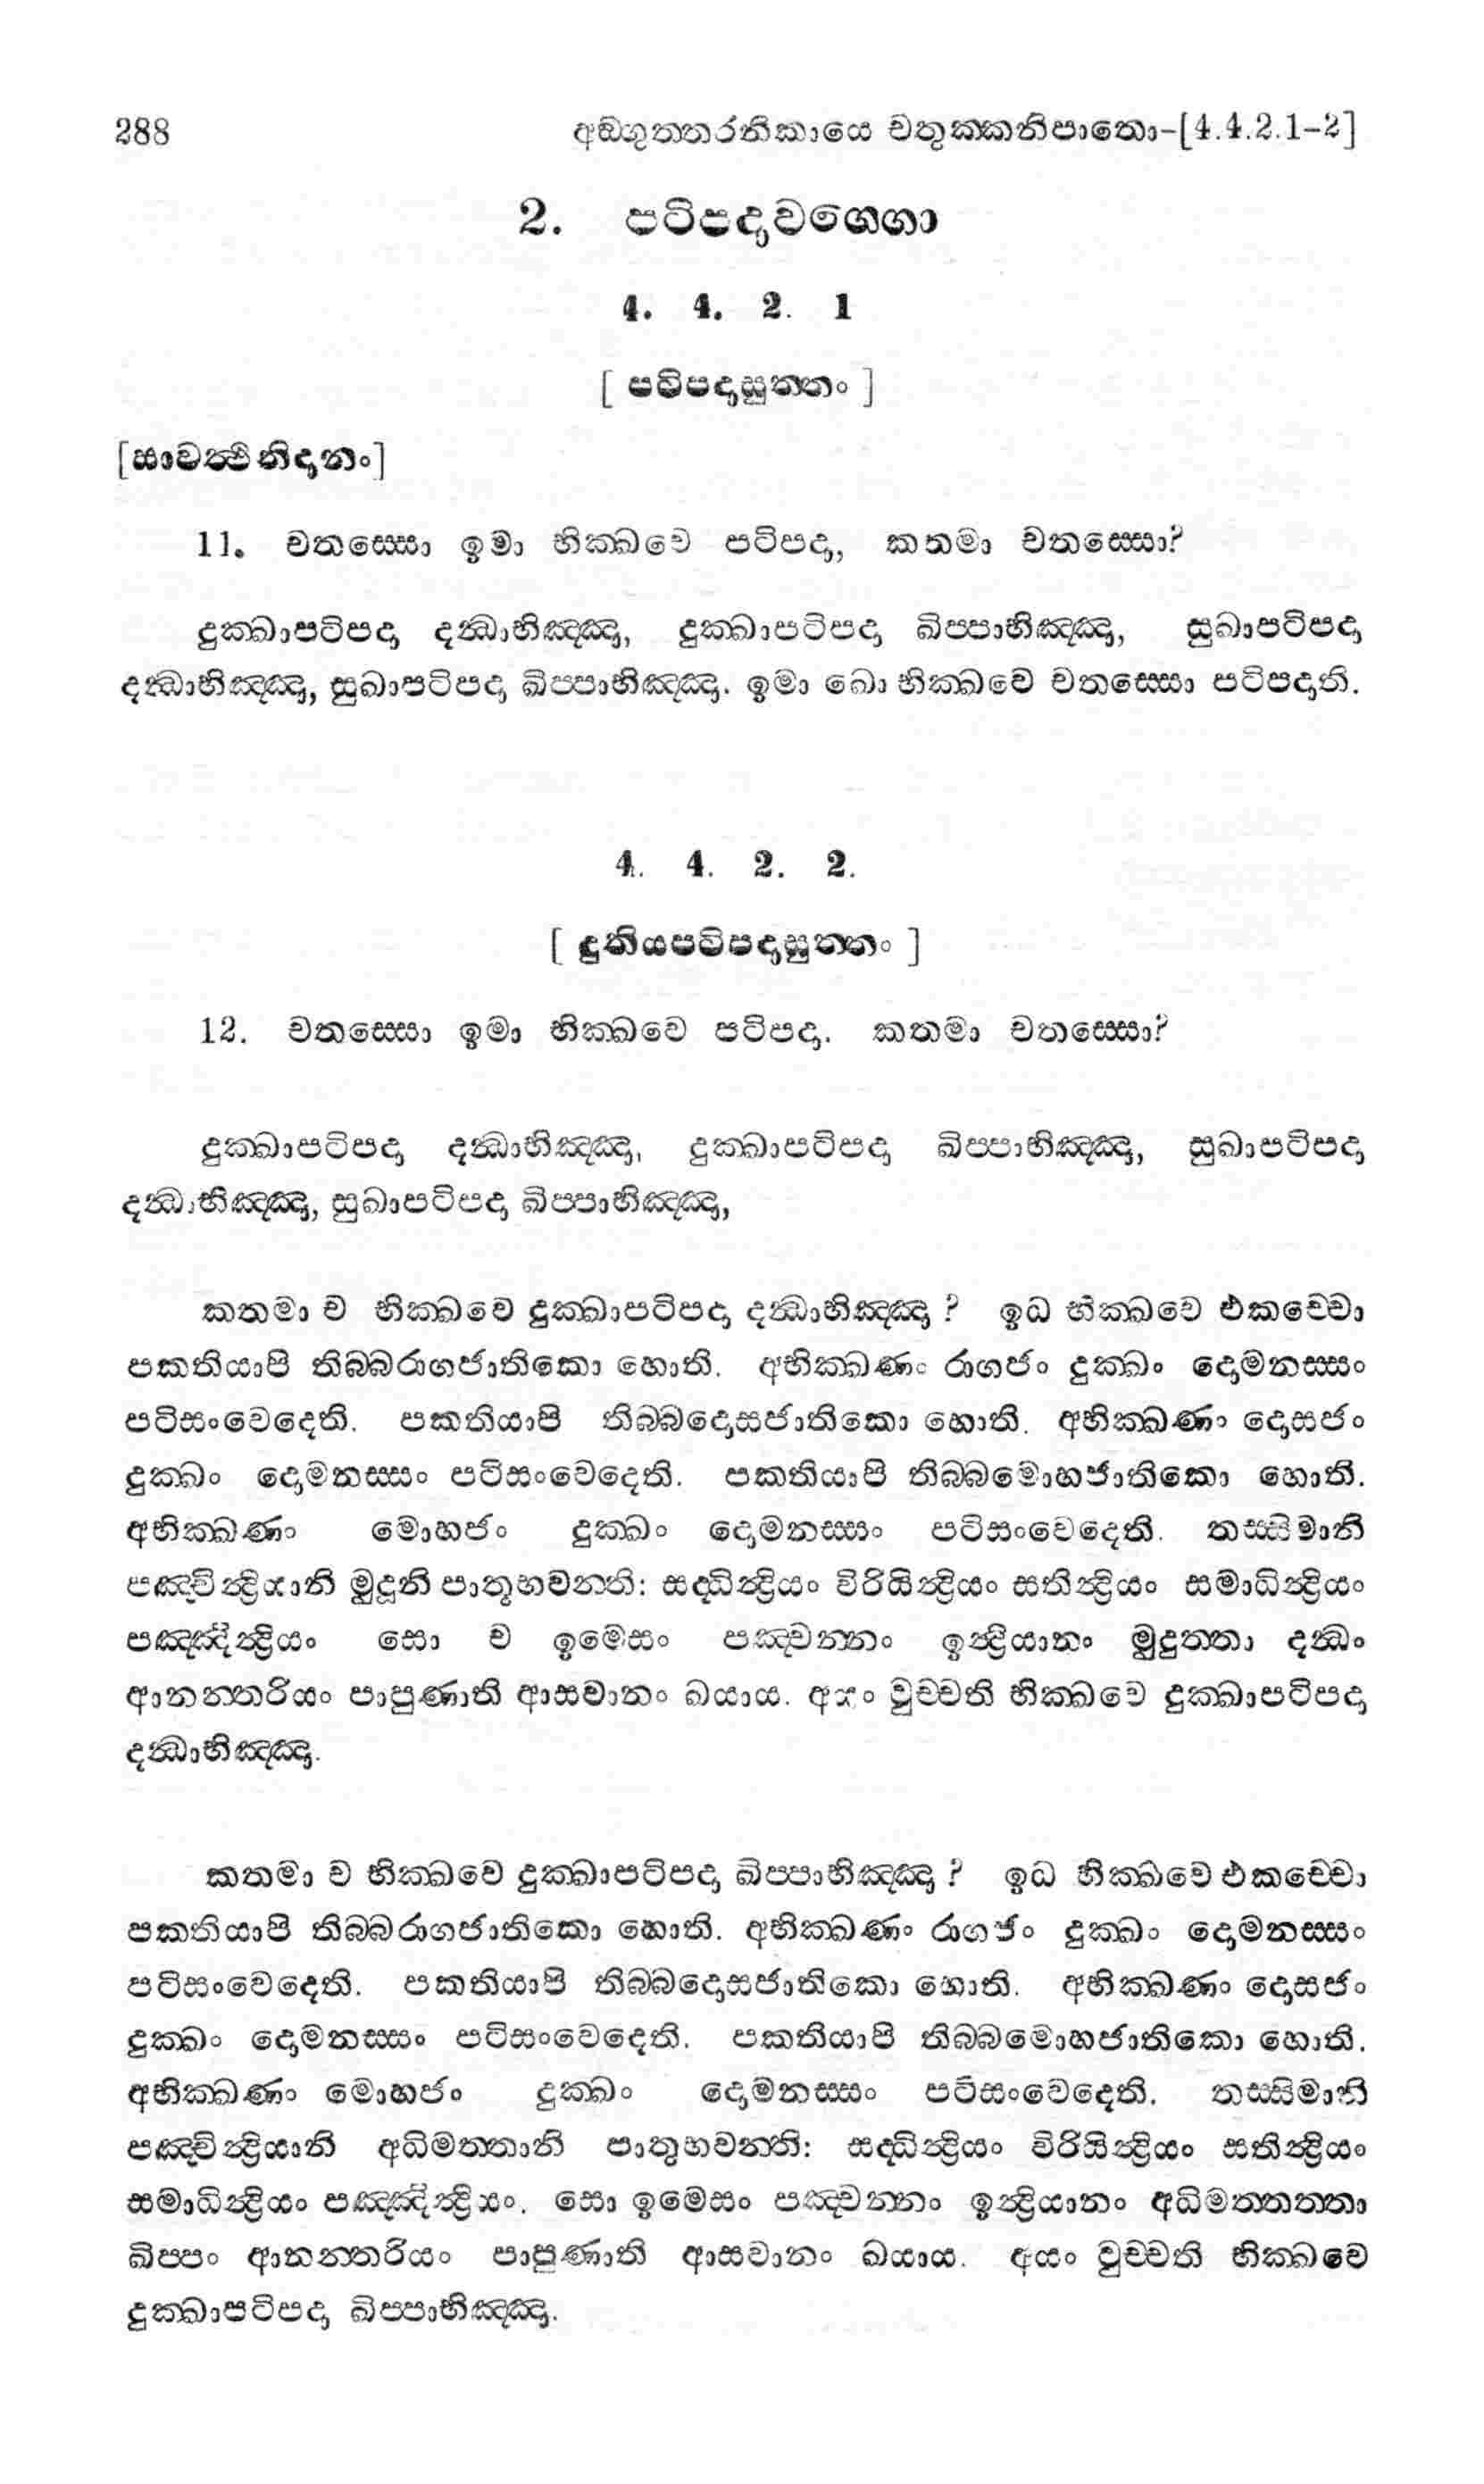 288 අඞ්ගුත්තරනිකායෙ චතුක්කනිපාතො-[4.4.2.1-2]
2. පටිපදාවග්ගො
4. 4. 2. 1
[ පටිපදාසුත්තං ]
[සාවත්ථිනිදානං]
11. චතස්සො ඉමා භික්ඛවෙ පටිපදා, කතමා චතස්සො?
දුක්ඛාපටිපදා දන්ධාභිඤ්ඤා, දුක්ඛාපටිපදා ඛිප්පාභිඤ්ඤා, සුඛාපටිපදා
දන්ධාභිඤ්ඤා, සුඛාපටිපදා ඛිප්පාභිඤ්ඤා. ඉමා ඛො භික්ඛවෙ චතස්සො පටිපදාති.
4. 4. 2. 2.
[ දුතියපටිපදාසුත්තං ]
12. චතස්සො ඉමා භික්ඛවෙ පටිපදා. කතමා චතස්සො?
දුක්ඛාපටිපදා දන්ධාභිඤ්ඤා, දුක්ඛාපටිපදා ඛිප්පාභිඤ්ඤා, සුඛාපටිපදා
දන්ධාභිඤ්ඤා, සුඛාපටිපදා ඛිප්පාභිඤ්ඤා,
කතමා ච භික්ඛවෙ දුක්ඛාපටිපදා දන්ධාභිඤ්ඤා ? ඉධ භික්ඛවෙ එකච්චො
පකතියාපි තිබ්බරාගජාතිකො හොති. අභික්ඛණං රාගජං දුක්ඛං දොමනස්සං
පටිසංවෙදෙති. පකතියාපි තිබ්බදොසජාතිකො හොති. අභික්ඛණං දොසජං
දුක්ඛං දොමනස්සං පටිසංවෙදෙති. පකතියාපි තිබ්බමොහජාතිකො හොති.
අභික්ඛණං මොහජං දුක්ඛං දොමනස්සං පටිසංවෙදෙති. තස්සිමානි
පඤ්චින්ද්‍රියානි මුදූනි පාතුභවන්ති: සද්ධින්ද්‍රියං විරියින්ද්‍රියං සතින්ද්‍රියං සමාධින්ද්‍රියං
පඤ්ඤින්ද්‍රියං සො ච ඉමෙසං පඤ්චන්නං ඉන්ද්‍රියානං මුදුත්තා දන්ධං
ආනන්තරියං පාපුණාති ආසවානං ඛයාය. අයං වුච්චති භික්ඛවෙ දුක්ඛාපටිපදා
දන්ධාභිඤ්ඤා.
කතමා ච භික්ඛවෙ දුක්ඛාපටිපදා ඛිප්පාභිඤ්ඤා ? ඉධ භික්ඛවෙ එකච්චො
පකතියාපි තිබ්බරාගජාතිකො හොති. අභික්ඛණං රාගජං දුක්ඛං දොමනස්සං
පටිසංවෙදෙති. පකතියාපි තිබ්බදොසජාතිකො හොති. අභික්ඛණං දොසජං
දුක්ඛං දොමනස්සං පටිසංවෙදෙති. පකතියාපි තිබ්බමොහජාතිකො හොති.
අභික්ඛණං මොහජං දුක්ඛං දොමනස්සං පටිසංවෙදෙති. තස්සිමානි
පඤ්චින්ද්‍රියානි අධිමත්තානි පාතුභවන්ති: සද්ධින්ද්‍රියං විරියින්ද්‍රියං සතින්ද්‍රියං
සමාධින්ද්‍රියං පඤ්ඤින්ද්‍රියං. සො ඉමෙසං පඤ්චන්නං ඉන්ද්‍රියානං අධිමත්තත්තා
ඛිප්පං ආනන්තරියං පාපුණාති ආසවානං ඛයාය. අයං වුච්චති භික්ඛවෙ
දුක්ඛාපටිපදා ඛිප්පාභිඤ්ඤා.